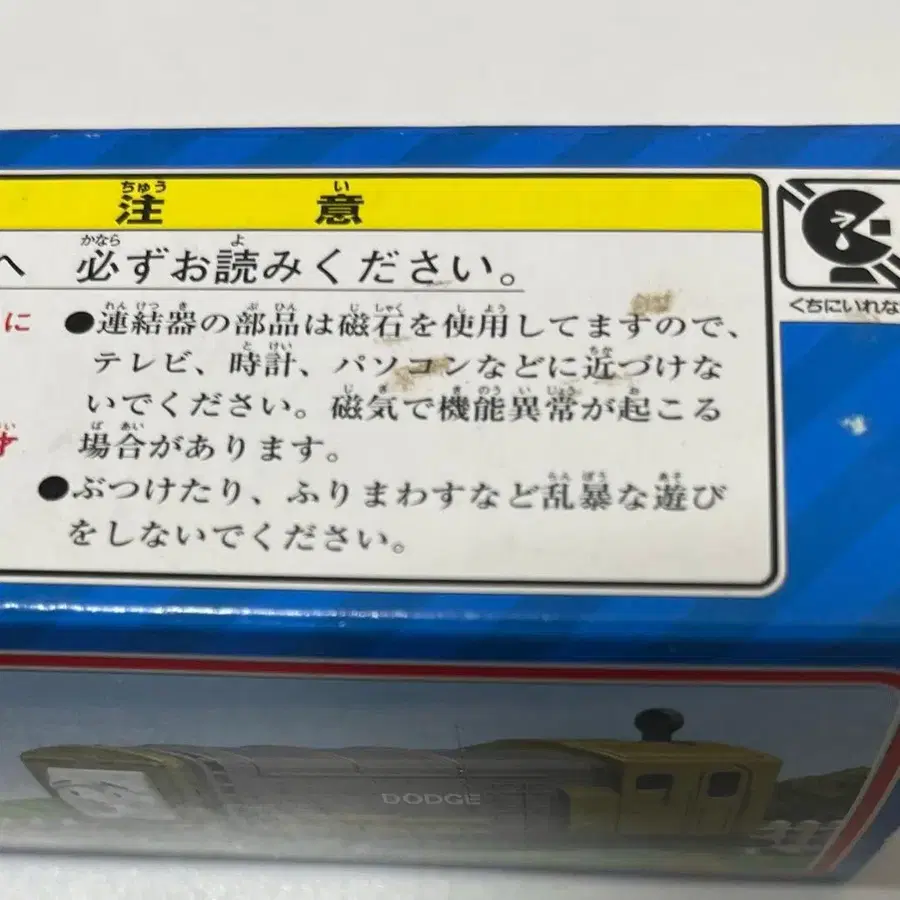 注 意
へ 必ずお読みください。
に
●連結器の部品は磁石を使用してますので、
テレビ、時計、パソコンなどに近づけな
いでください。磁気で機能異常が起こる
才 場合があります。
●ぶつけたり、ふりまわすなど乱暴な遊び
をしないでください。
くちにいれな
DODGE